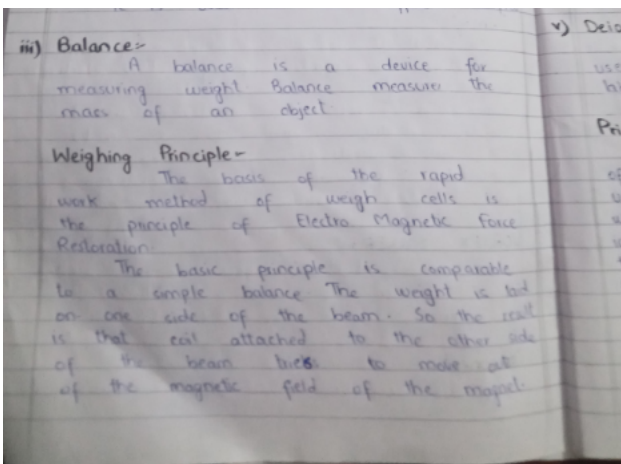 iii) Balance:-
A balance is a device for
measuring weight Balance measures the
mass of an object.
Weighing Principle-
The basis of the rapid
work method of weigh cells is
the principle of Electro Magnetic Force
Restoration.
The basic principle is comparable
to a simple balance The weight is laid
on one side of the beam. So the
is that coil attached to the other side
of the beam tries to move
of the magnetic field of the magnet.
v)
of